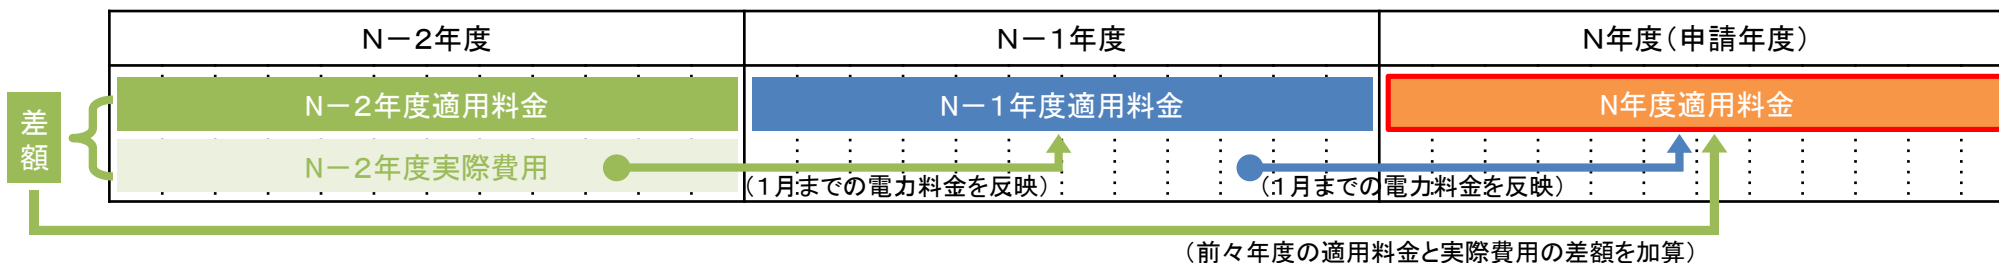 N－2年度
N－1年度
N年度(申請年度)
差額
N－2年度適用料金
N－1年度適用料金
N年度適用料金
N－2年度実際費用
(1月までの電力料金を反映)
(1月までの電力料金を反映)
(前々年度の適用料金と実際費用の差額を加算)